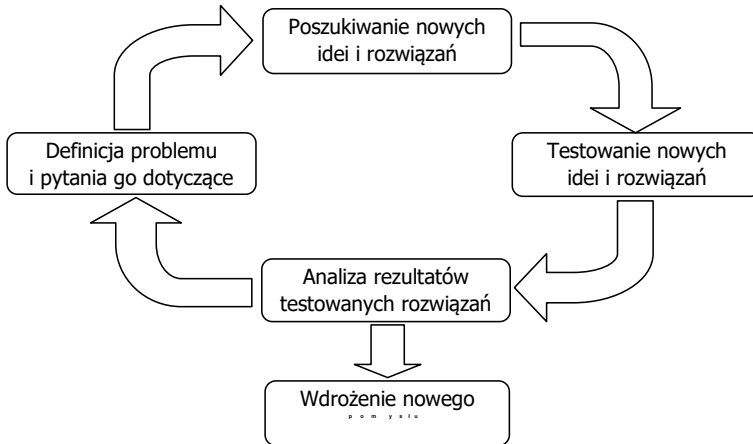 Poszukiwanie nowych
idei i rozwiązań
Definicja problemu
i pytania go dotyczące
Testowanie nowych
idei i rozwiązań
Analiza rezultatów
testowanych rozwiązań
Wdrożenie nowego
pomysłu